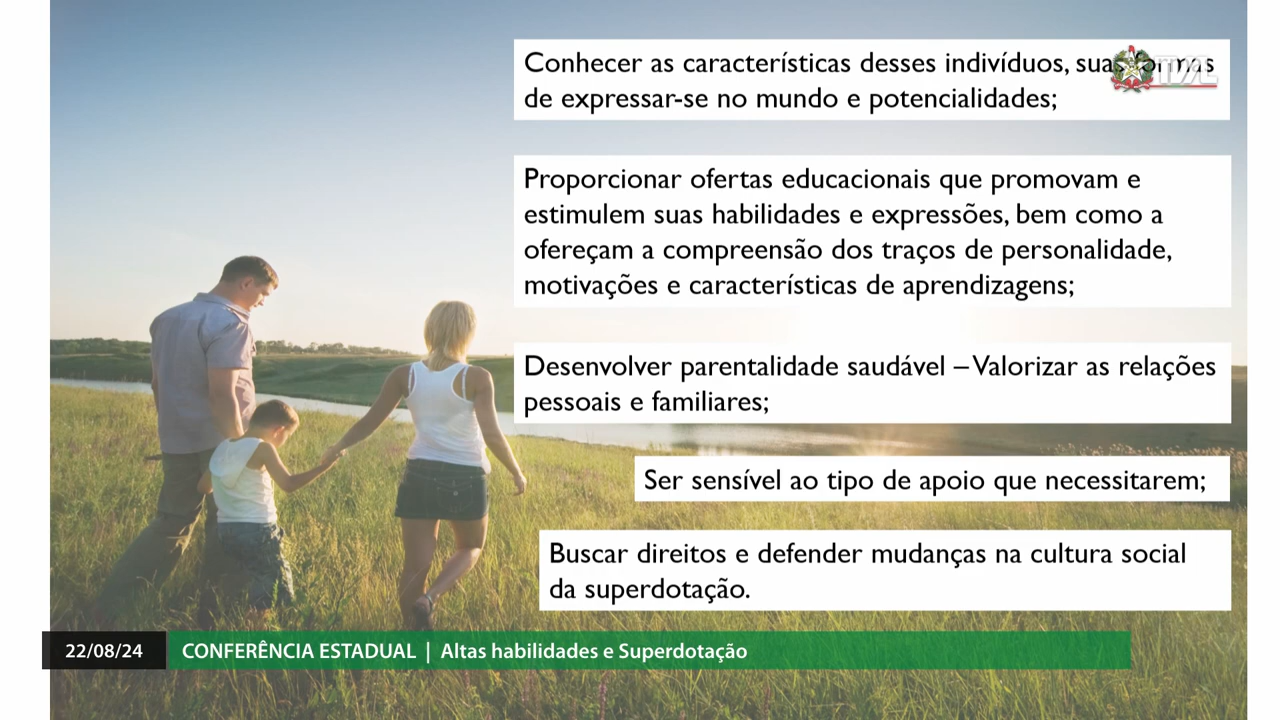 Conhecer as características desses indivíduos, suas formas
de expressar-se no mundo e potencialidades;
Proporcionar ofertas educacionais que promovam e
estimulem suas habilidades e expressões, bem como a
ofereçam a compreensão dos traços de personalidade,
motivações e características de aprendizagens;
Desenvolver parentalidade saudável – Valorizar as relações
pessoais e familiares;
Ser sensível ao tipo de apoio que necessitarem;
Buscar direitos e defender mudanças na cultura social
da superdotação.
22/08/24 CONFERÊNCIA ESTADUAL | Altas habilidades e Superdotação